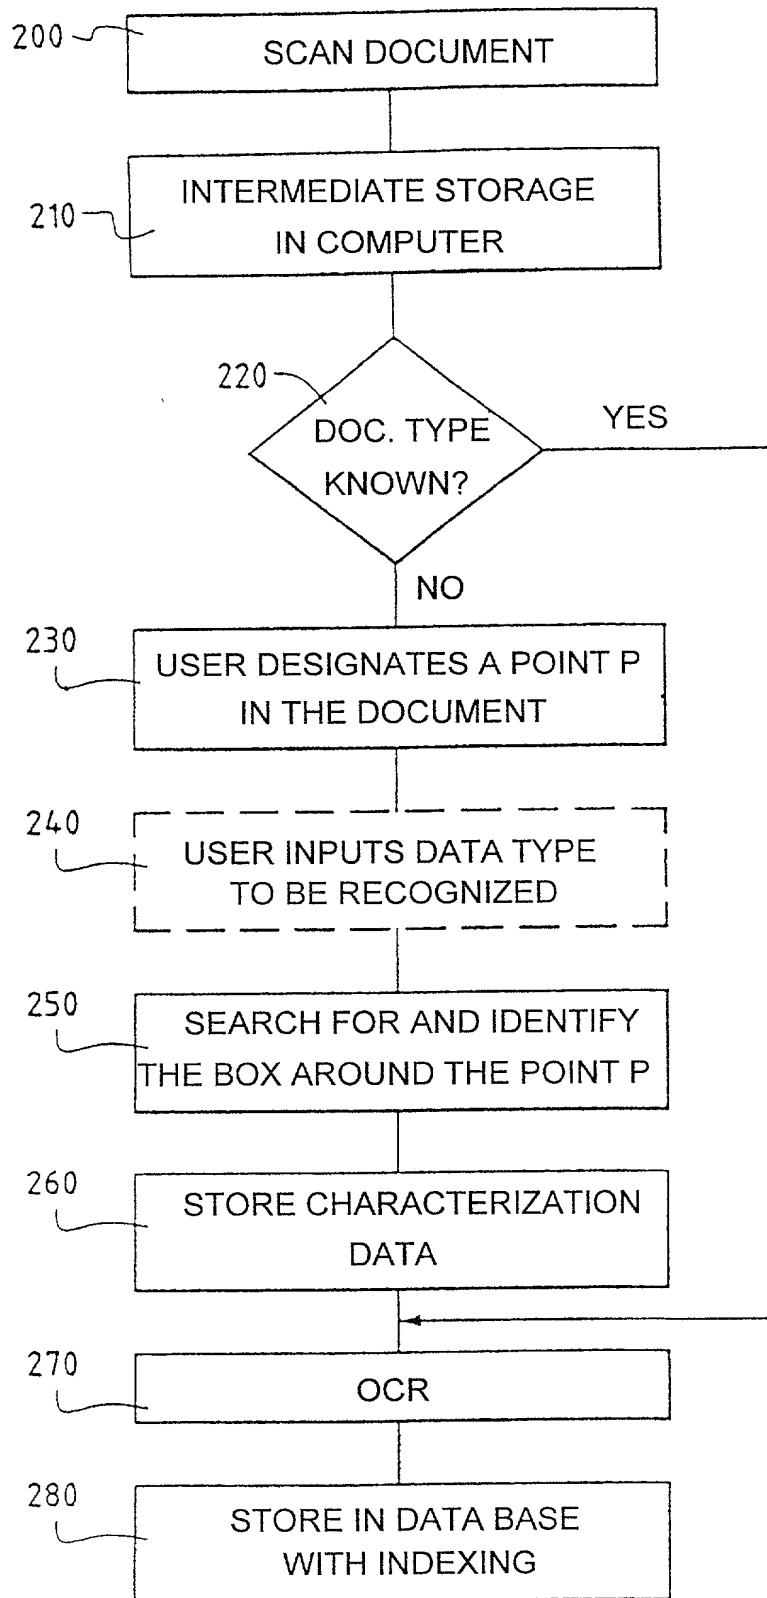 200
SCAN DOCUMENT
210
INTERMEDIATE STORAGE
IN COMPUTER
220
DOC. TYPE
KNOWN?
YES
NO
230
USER DESIGNATES A POINT P
IN THE DOCUMENT
240
USER INPUTS DATA TYPE
TO BE RECOGNIZED
250
SEARCH FOR AND IDENTIFY
THE BOX AROUND THE POINT P
260
STORE CHARACTERIZATION
DATA
270
OCR
280
STORE IN DATA BASE
WITH INDEXING